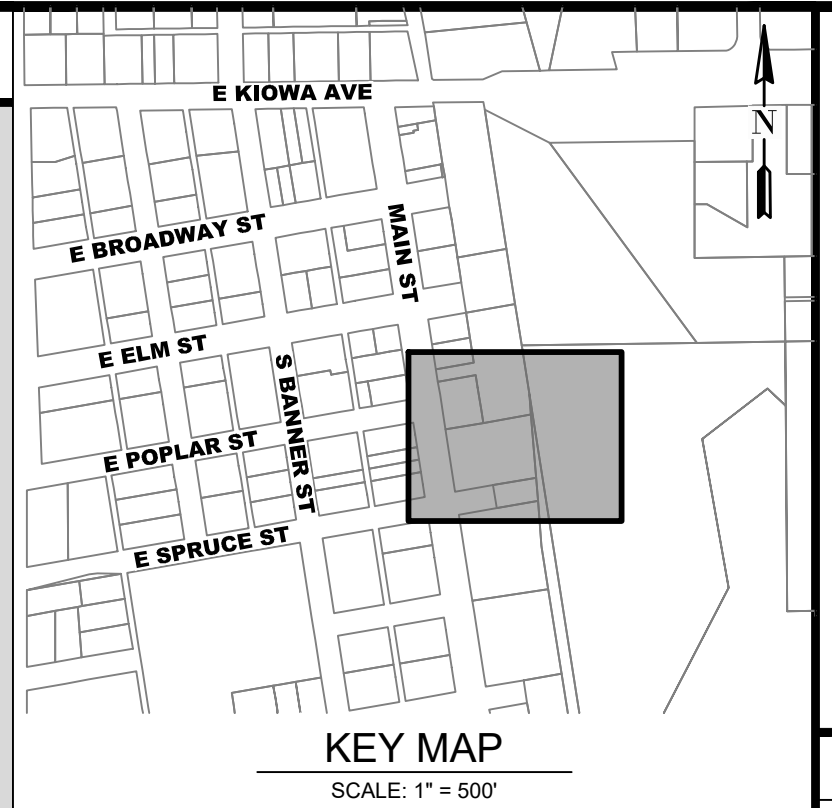 E KIOWA AVE
N
E BROADWAY ST
MAIN ST
E ELM ST
S BANNER ST
E POPLAR ST
E SPRUCE ST
KEY MAP
SCALE: 1" = 500'